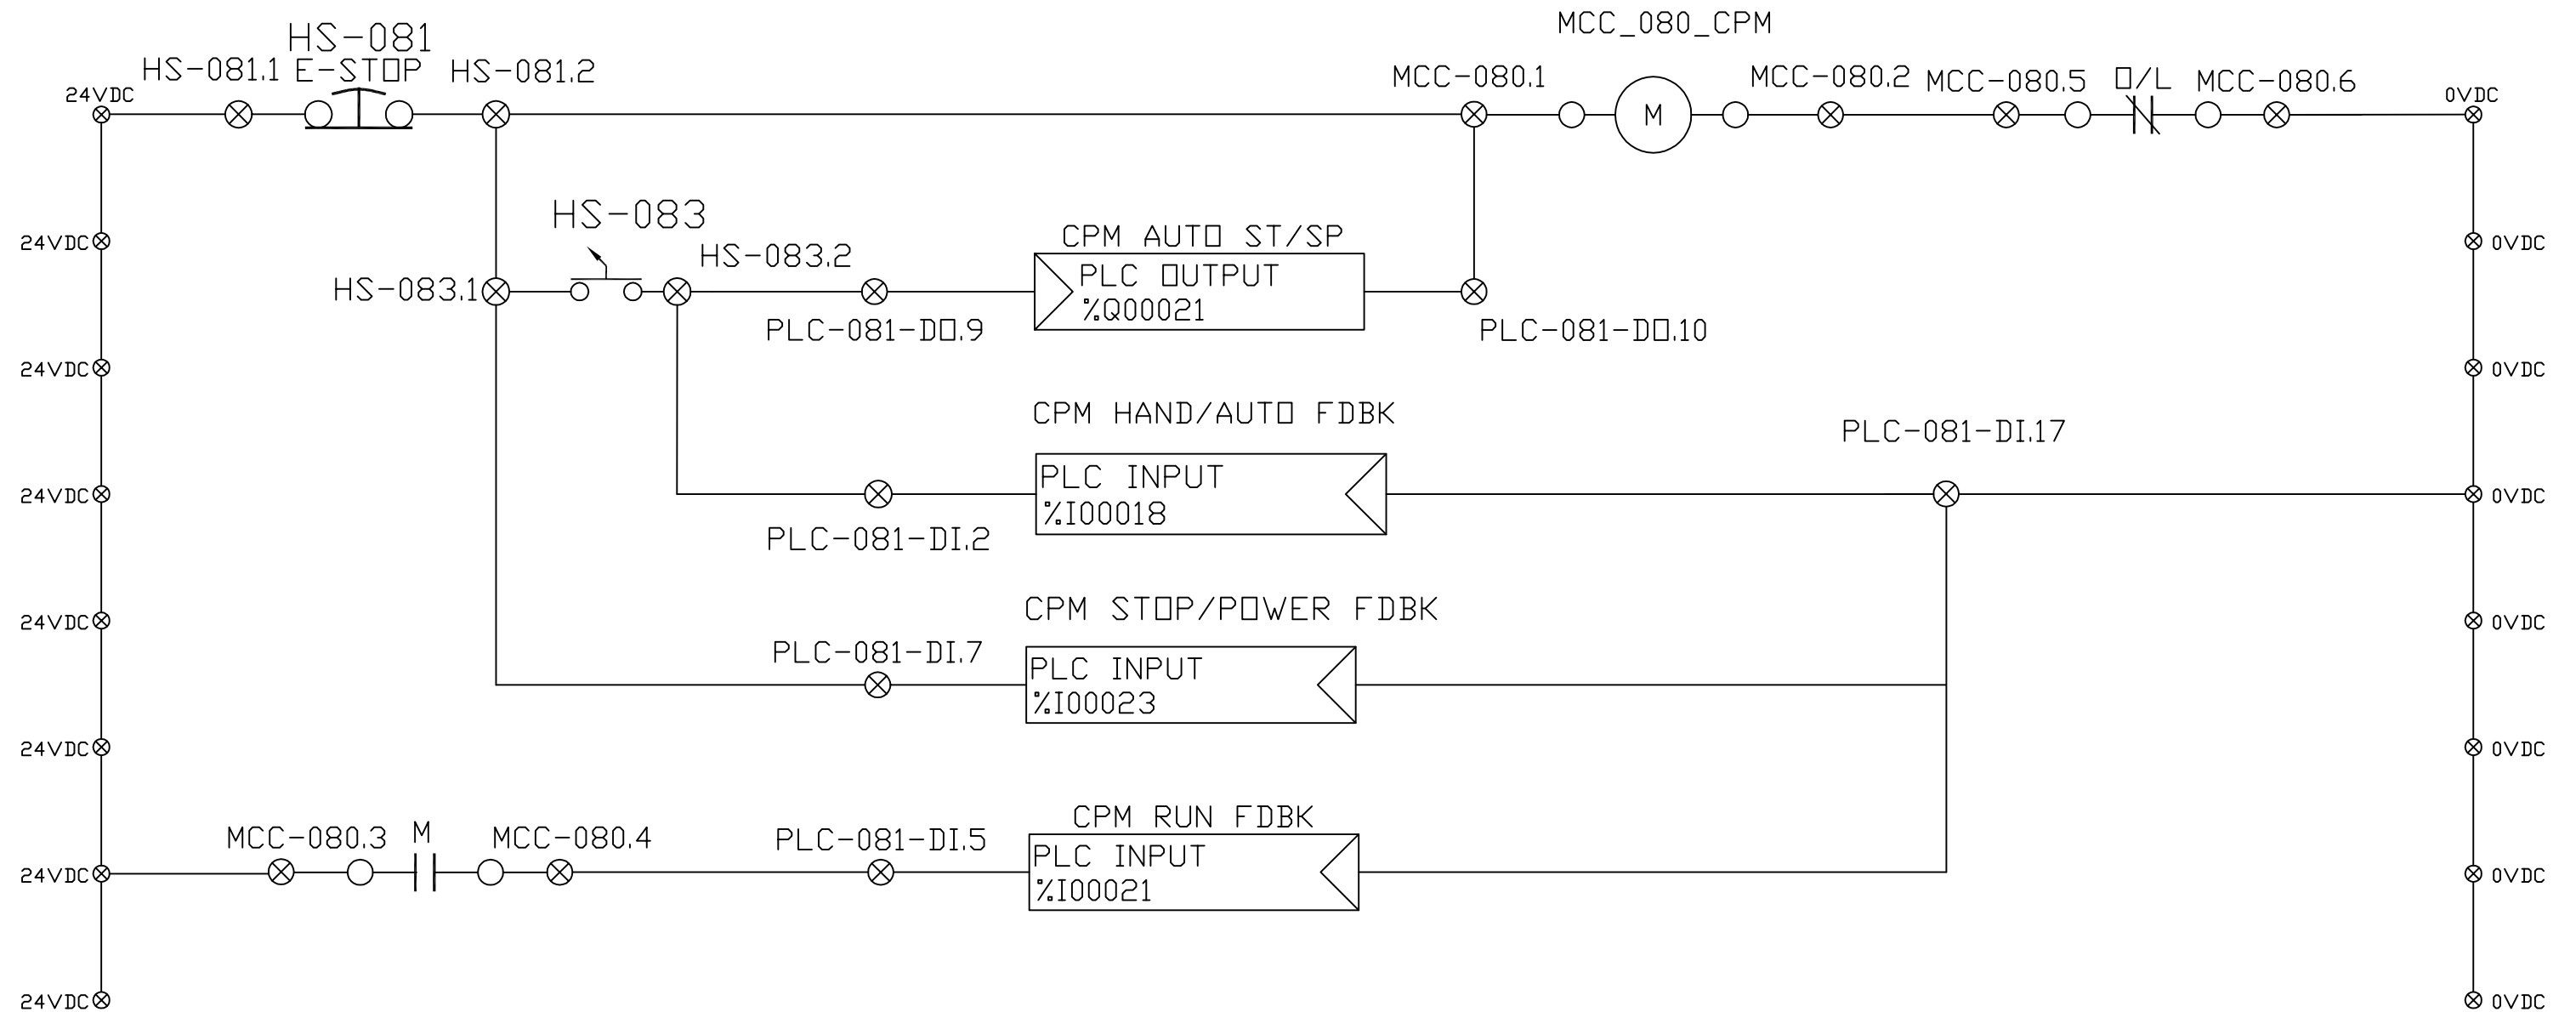 MCC_080_CPM
HS-081
HS-081.1 E-STOP HS-081.2
MCC-080.1 MCC-080.2 MCC-080.5 O/L MCC-080.6
24VDC
0VDC
M
HS-083
CPM AUTO ST/SP
24VDC
HS-083.2
0VDC
PLC OUTPUT
HS-083.1
%Q00021
PLC-081-DO.9
PLC-081-DO.10
24VDC
0VDC
CPM HAND/AUTO FDBK
PLC-081-DI.17
PLC INPUT
24VDC
0VDC
%I00018
PLC-081-DI.2
CPM STOP/POWER FDBK
24VDC
0VDC
PLC-081-DI.7
PLC INPUT
%I00023
24VDC
0VDC
CPM RUN FDBK
MCC-080.3 M MCC-080.4 PLC-081-DI.5
PLC INPUT
24VDC
0VDC
%I00021
24VDC
0VDC